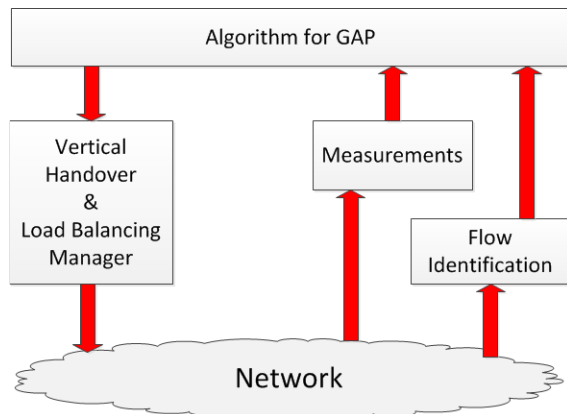 Algorithm for GAP
Vertical
Handover
&
Load Balancing
Manager
Measurements
Flow
Identification
Network